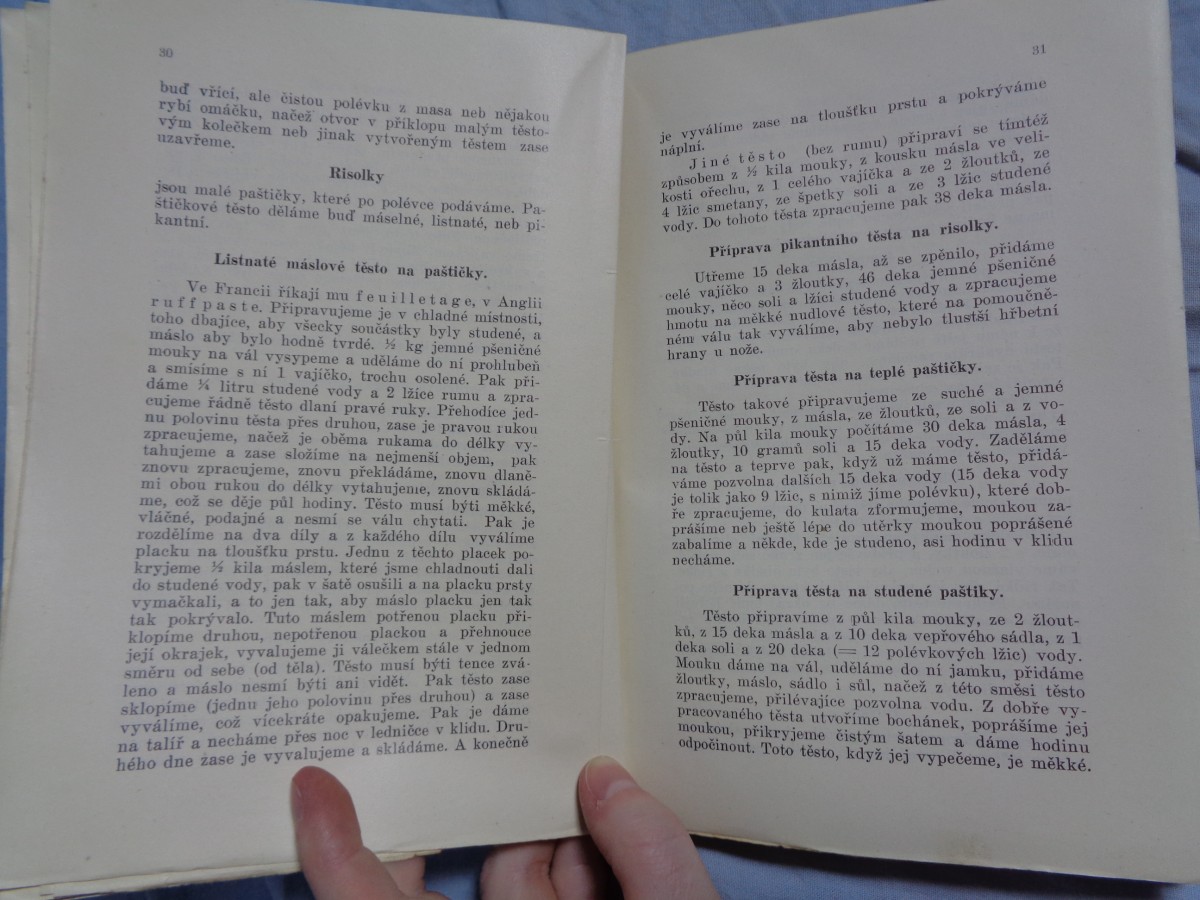 30
buď vřící, ale čistou polévku z masa neb nějakou
rybí omáčku, načež otvor v příklopu malým těsto-
vým kolečkem neb jinak vytvořeným těstem zase
uzavřeme.
Risolky
jsou malé paštičky, které po polévce podáváme. Pa-
štičkové těsto děláme buď máselné, listnaté, neb pi-
kantní.
Listnaté máslové těsto na paštičky.
Ve Francii říkají mu feuilletage, v Anglii
ruffpaste. Připravujeme je v chladné místnosti,
toho dbajíce, aby všecky součástky byly studené, a
máslo aby bylo hodně tvrdé. ½ kg jemné pšeničné
mouky na vál vysypeme a uděláme do ní prohlubeň
a smísíme s ní 1 vajíčko, trochu osolené. Pak při-
dáme ¼ litru studené vody a 2 lžíce rumu a zpra-
cujeme řádně těsto dlaní pravé ruky. Přehodíce jed-
nu polovinu těsta přes druhou, zase je pravou rukou
zpracujeme, načež je oběma rukama do délky vy-
tahujeme a zase složíme na nejmenší objem, pak
znovu zpracujeme, znovu překládáme, znovu dlaně-
mi obou rukou do délky vytahujeme, znovu skládá-
me, což se děje půl hodiny. Těsto musí býti měkké,
vláčné, podajné a nesmí se válu chytati. Pak je
rozdělíme na dva díly a z každého dílu vyválíme
placku na tloušťku prstu. Jednu z těchto placek po-
kryjeme ½ kila máslem, které jsme chladnouti dali
do studené vody, pak v šatě osušili a na placku prsty
vymačkali, a to jen tak, aby máslo placku jen tak
tak pokrývalo. Tuto máslem potřenou placku při-
klopíme druhou, nepotřenou plackou a přehnouce
její okrajek, vyvalujeme ji válečkem stále v jednom
směru od sebe (od těla). Těsto musí býti tence zvá-
leno a máslo nesmí býti ani vidět. Pak těsto zase
sklopíme (jednu jeho polovinu přes druhou) a zase
vyválíme, což vícekráte opakujeme. Pak je dáme
na talíř a necháme přes noc v ledničce v klidu. Dru-
hého dne zase je vyvalujeme a skládáme. A konečně
31
je vyválíme zase na tloušťku prstu a pokrýváme
náplní.
Jiné těsto (bez rumu) připraví se tímtéž
způsobem z ½ kila mouky, z kousku másla ve veli-
kosti ořechu, z 1 celého vajíčka a ze 2 žloutků, ze
4 lžic smetany, ze špetky soli a ze 3 lžic studené
vody. Do tohoto těsta zpracujeme pak 38 deka másla.
Příprava pikantního těsta na risolky.
Utřeme 15 deka másla, až se zpěnilo, přidáme
celé vajíčko a 3 žloutky, 46 deka jemné pšeničné
mouky, něco soli a lžíci studené vody a zpracujeme
hmotu na měkké nudlové těsto, které na pomoučně-
ném válu tak vyválíme, aby nebylo tlustší hřbetní
hrany u nože.
Příprava těsta na teplé paštičky.
Těsto takové připravujeme ze suché a jemné
pšeničné mouky, z másla, ze žloutků, ze soli a z vo-
dy. Na půl kila mouky počítáme 30 deka másla, 4
žloutky, 10 gramů soli a 15 deka vody. Zaděláme
na těsto a teprve pak, když už máme těsto, přidá-
váme pozvolna dalších 15 deka vody (15 deka vody
je tolik jako 9 lžic, s nimiž jíme polévku), které dob-
ře zpracujeme, do kulata zformujeme, moukou za-
prášíme neb ještě lépe do utěrky moukou poprášené
zabalíme a někde, kde je studeno, asi hodinu v klidu
necháme.
Příprava těsta na studené paštiky.
Těsto připravíme z půl kila mouky, ze 2 žlout-
ků, z 15 deka másla a z 10 deka vepřového sádla, z 1
deka soli a z 20 deka (= 12 polévkových lžic) vody.
Mouku dáme na vál, uděláme do ní jamku, přidáme
žloutky, máslo, sádlo i sůl, načež z této směsi těsto
zpracujeme, přilévajíce pozvolna vodu. Z dobře vy-
pracovaného těsta utvoříme bochánek, poprášíme jej
moukou, přikryjeme čistým šatem a dáme hodinu
odpočinout. Toto těsto, když jej vypečeme, je měkké.